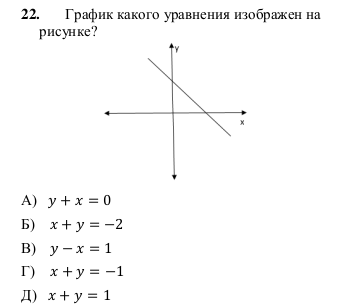 22. График какого уравнения изображен на
рисунке?
y
x
А) y + x = 0
Б) x + y = −2
В) y − x = 1
Г) x + y = −1
Д) x + y = 1